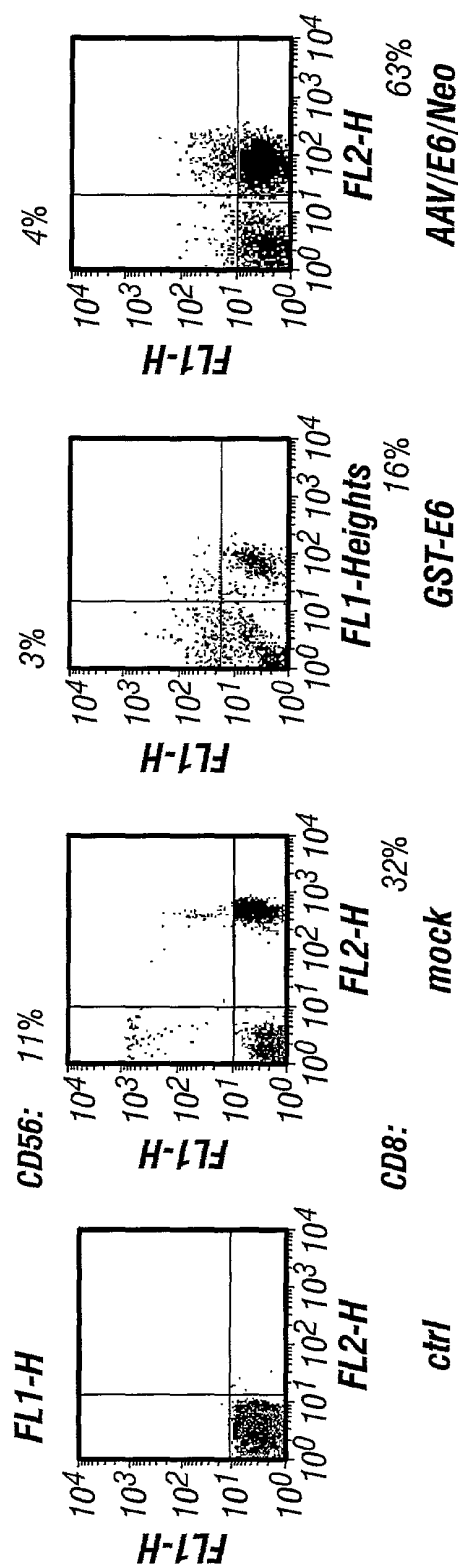 FL1-H
CD56: 11% 3% 4%
10⁴ 10³ 10² 10¹ 10⁰
FL1-H
10⁰ 10¹ 10² 10³ 10⁴
FL2-H
ctrl
10⁴ 10³ 10² 10¹ 10⁰
FL1-H
10⁰ 10¹ 10² 10³ 10⁴
FL2-H
CD8: 32%
mock
10⁴ 10³ 10² 10¹ 10⁰
FL1-H
10⁰ 10¹ 10² 10³ 10⁴
FL1-Heights
16%
GST-E6
10⁴ 10³ 10² 10¹ 10⁰
FL1-H
10⁰ 10¹ 10² 10³ 10⁴
FL2-H
63%
AAV/E6/Neo